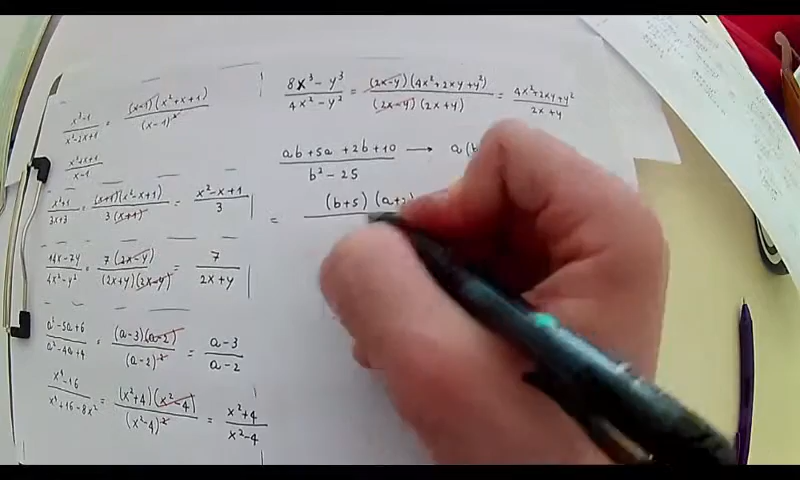 x³-1 / x²-2x+1 = (x-1)(x²+x+1) / (x-1)²
x²+x+1 / x-1
x³+1 / 3x+3 = (x+1)(x²-x+1) / 3(x+1) = x²-x+1 / 3
14x-7y / 4x²-y² = 7(2x-y) / (2x+y)(2x-y) = 7 / 2x+y
a²-5a+6 / a²-4a+4 = (a-3)(a-2) / (a-2)² = a-3 / a-2
x⁴-16 / x⁴+16-8x² = (x²+4)(x²-4) / (x²-4)² = x²+4 / x²-4
8x³-y³ / 4x²-y² = (2x-y)(4x²+2xy+y²) / (2x-y)(2x+y) = 4x²+2xy+y² / 2x+y
ab+5a+2b+10 / b²-25 → a(b
= (b+5)(a+2)